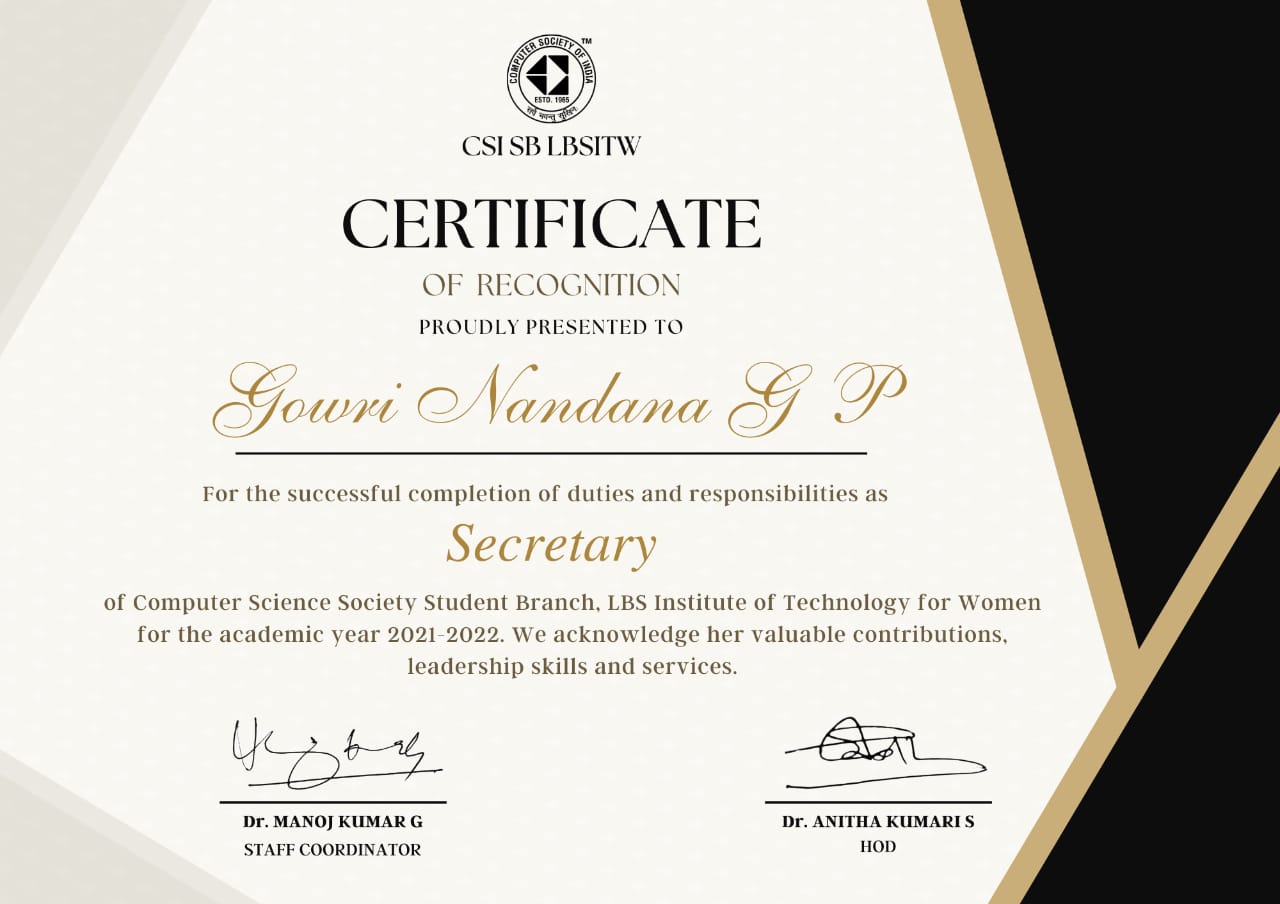 COMPUTER SOCIETY OF INDIA
TM
ESTD. 1965
सर्वे भवन्तु सुखिनः
CSI SB LBSITW
CERTIFICATE
OF RECOGNITION
PROUDLY PRESENTED TO
Gowri Nandana G P
For the successful completion of duties and responsibilities as
Secretary
of Computer Science Society Student Branch, LBS Institute of Technology for Women
for the academic year 2021-2022. We acknowledge her valuable contributions,
leadership skills and services.
Dr. MANOJ KUMAR G
STAFF COORDINATOR
Dr. ANITHA KUMARI S
HOD